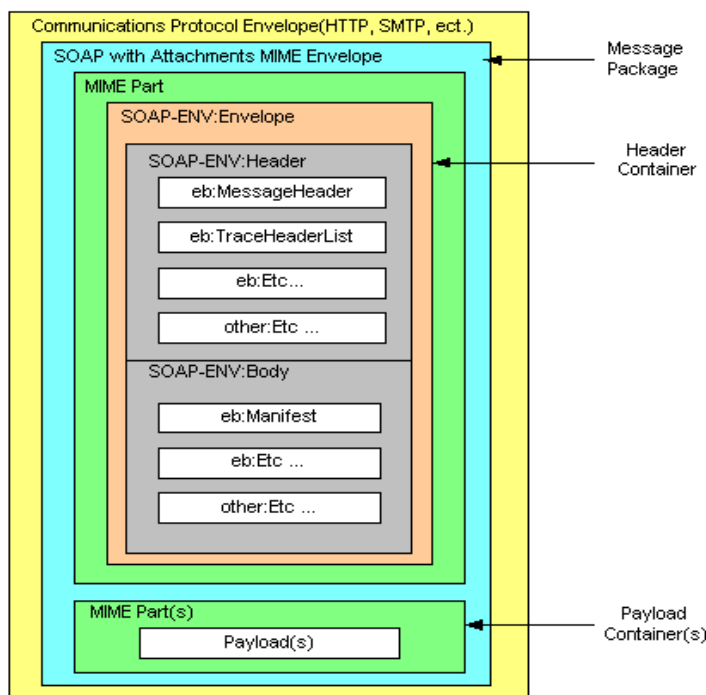 Communications Protocol Envelope(HTTP, SMTP, ect.)
SOAP with Attachments MIME Envelope
Message
Package
MIME Part
SOAP-ENV:Envelope
SOAP-ENV:Header
Header
Container
eb:MessageHeader
eb:TraceHeaderList
eb:Etc...
other:Etc ...
SOAP-ENV:Body
eb:Manifest
eb:Etc ...
other:Etc ...
MIME Part(s)
Payload(s)
Payload
Container(s)